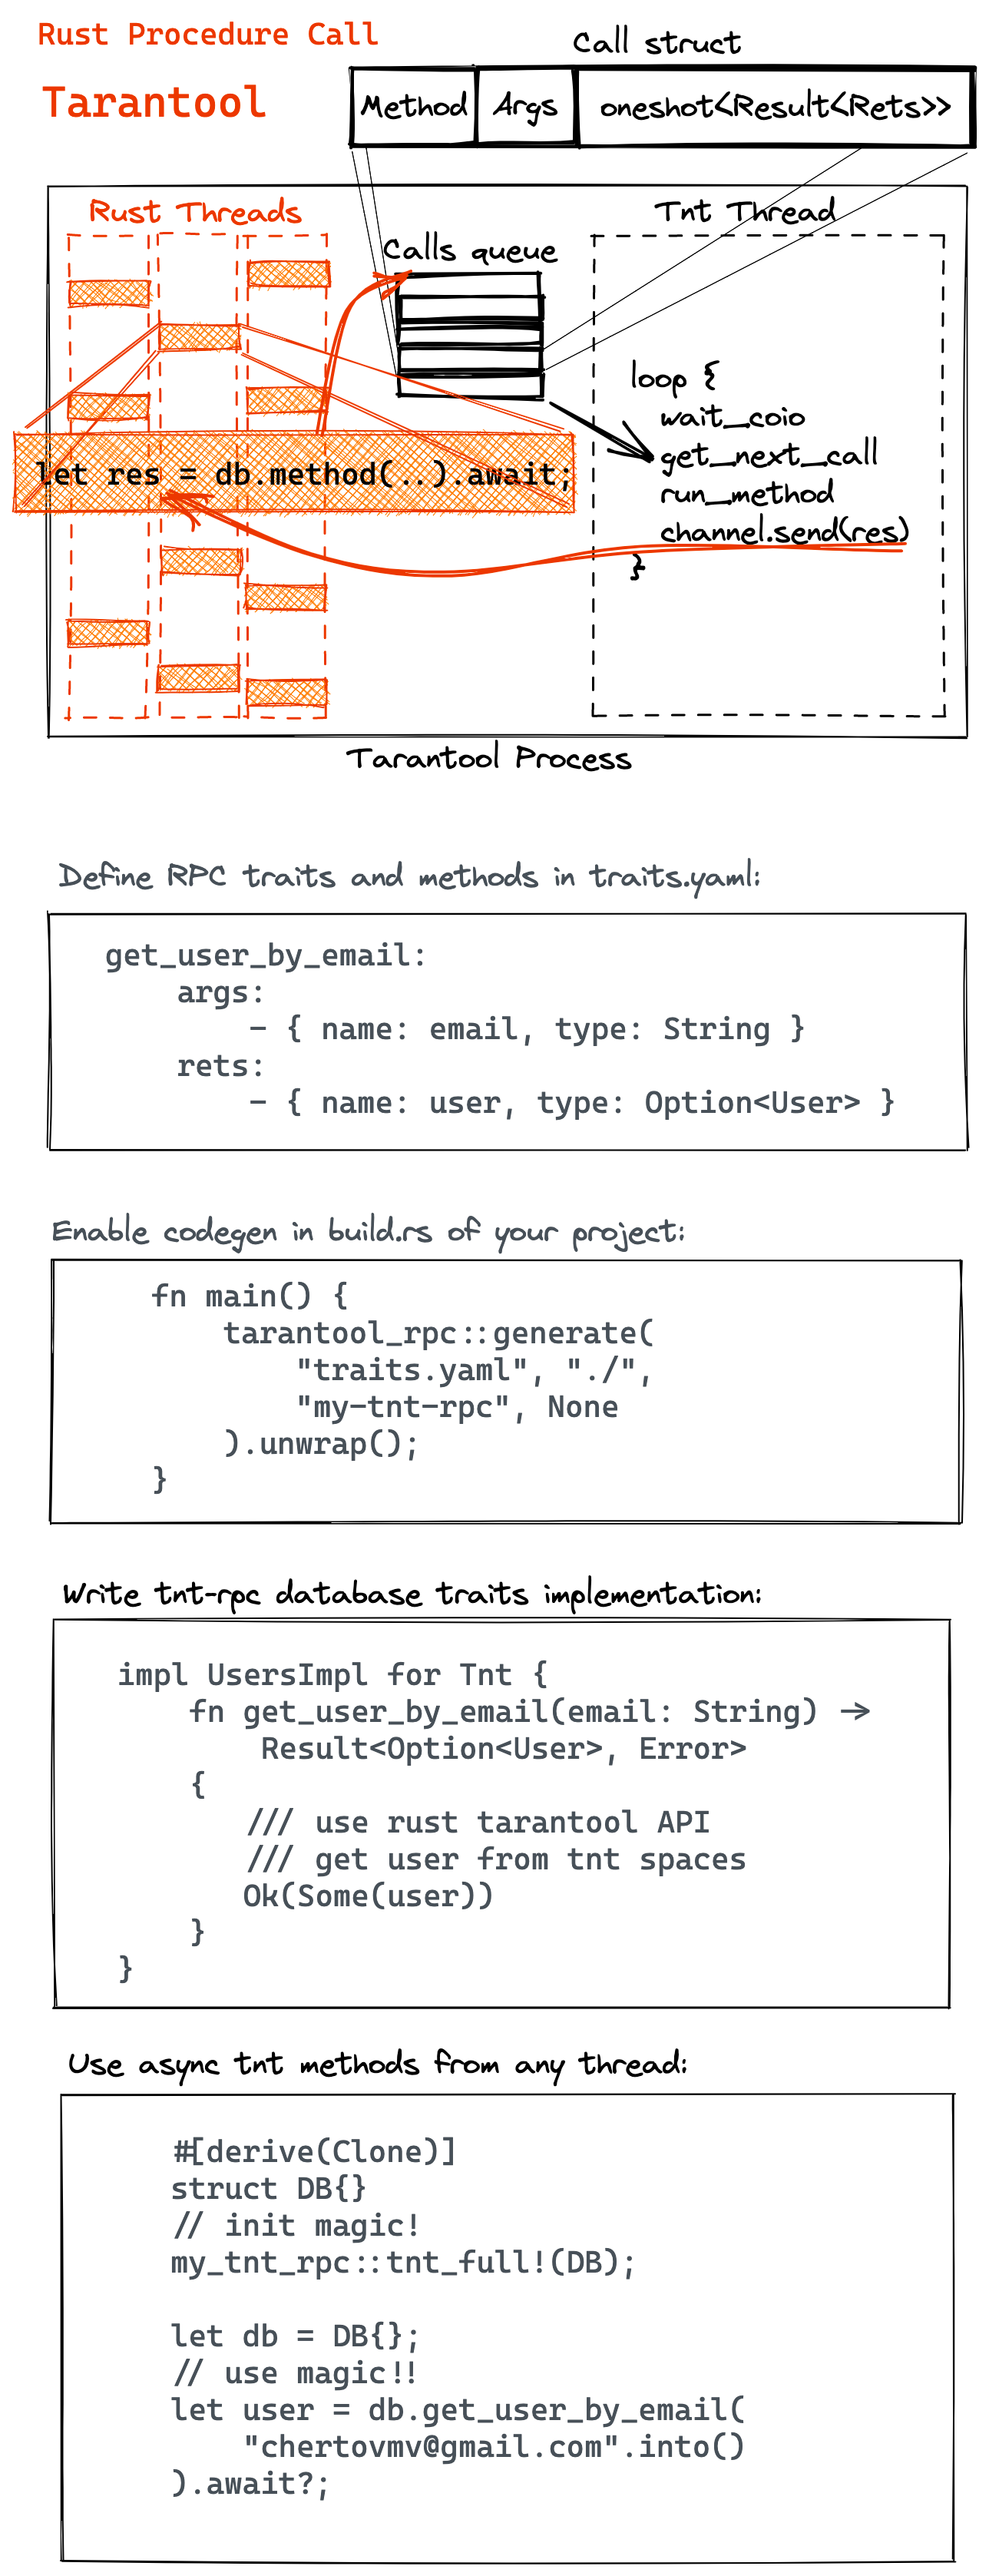 Rust Procedure Call
Tarantool
Call struct
Method
Args
oneshot<Result<Rets>>
Rust Threads
Calls queue
Tnt Thread
let res = db.method(..).await;
loop {
wait_coio
get_next_call
run_method
channel.send(res)
}
Tarantool Process
Define RPC traits and methods in traits.yaml:
get_user_by_email:
    args:
        - { name: email, type: String }
    rets:
        - { name: user, type: Option<User> }
Enable codegen in build.rs of your project:
fn main() {
    tarantool_rpc::generate(
        "traits.yaml", "./",
        "my-tnt-rpc", None
    ).unwrap();
}
Write tnt-rpc database traits implementation:
impl UsersImpl for Tnt {
    fn get_user_by_email(email: String) ->
        Result<Option<User>, Error>
    {
       /// use rust tarantool API
       /// get user from tnt spaces
       Ok(Some(user))
    }
}
Use async tnt methods from any thread:
#[derive(Clone)]
struct DB{}
// init magic!
my_tnt_rpc::tnt_full!(DB);
let db = DB{};
// use magic!!
let user = db.get_user_by_email(
    "chertovmv@gmail.com".into()
).await?;